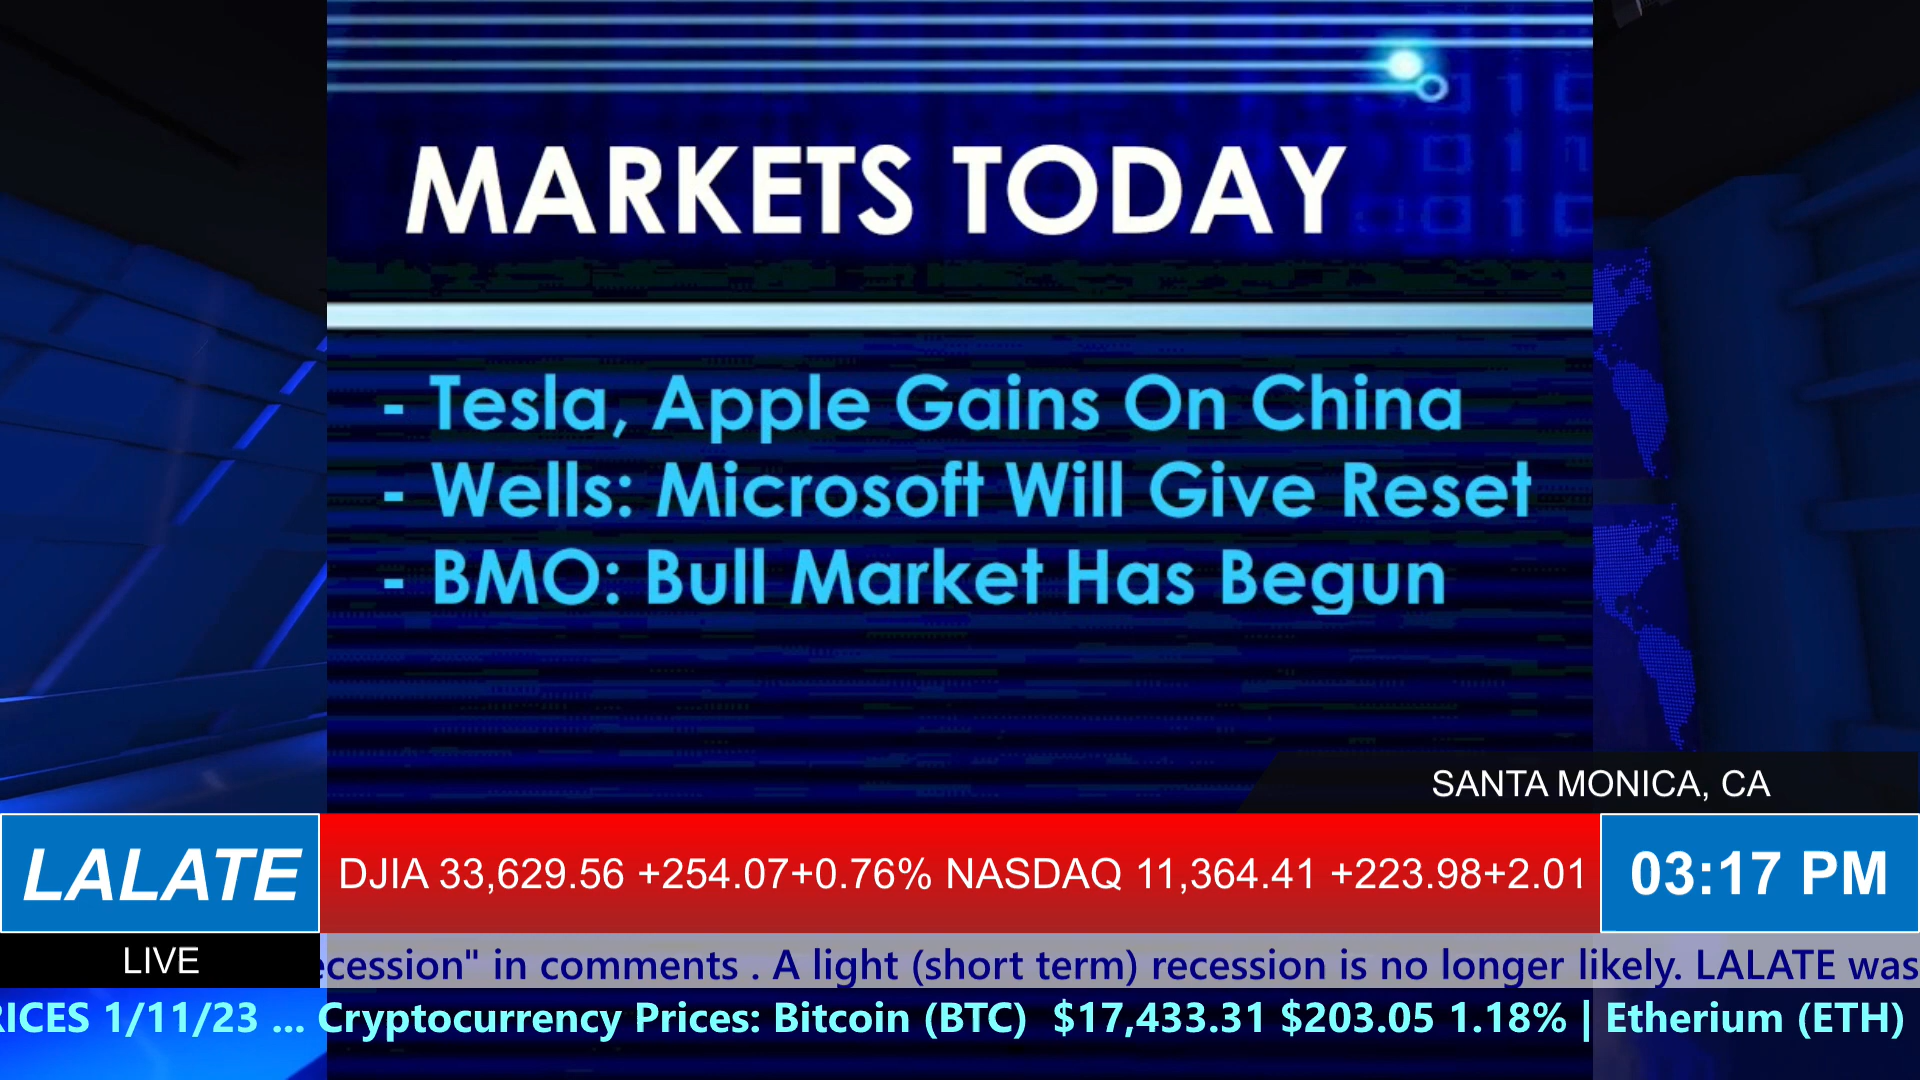 MARKETS TODAY
- Tesla, Apple Gains On China
- Wells: Microsoft Will Give Reset
- BMO: Bull Market Has Begun
SANTA MONICA, CA
LALATE
DJIA 33,629.56 +254.07+0.76% NASDAQ 11,364.41 +223.98+2.01
03:17 PM
LIVE
ecession" in comments . A light (short term) recession is no longer likely. LALATE was
RICES 1/11/23 ... Cryptocurrency Prices: Bitcoin (BTC) $17,433.31 $203.05 1.18% | Etherium (ETH)